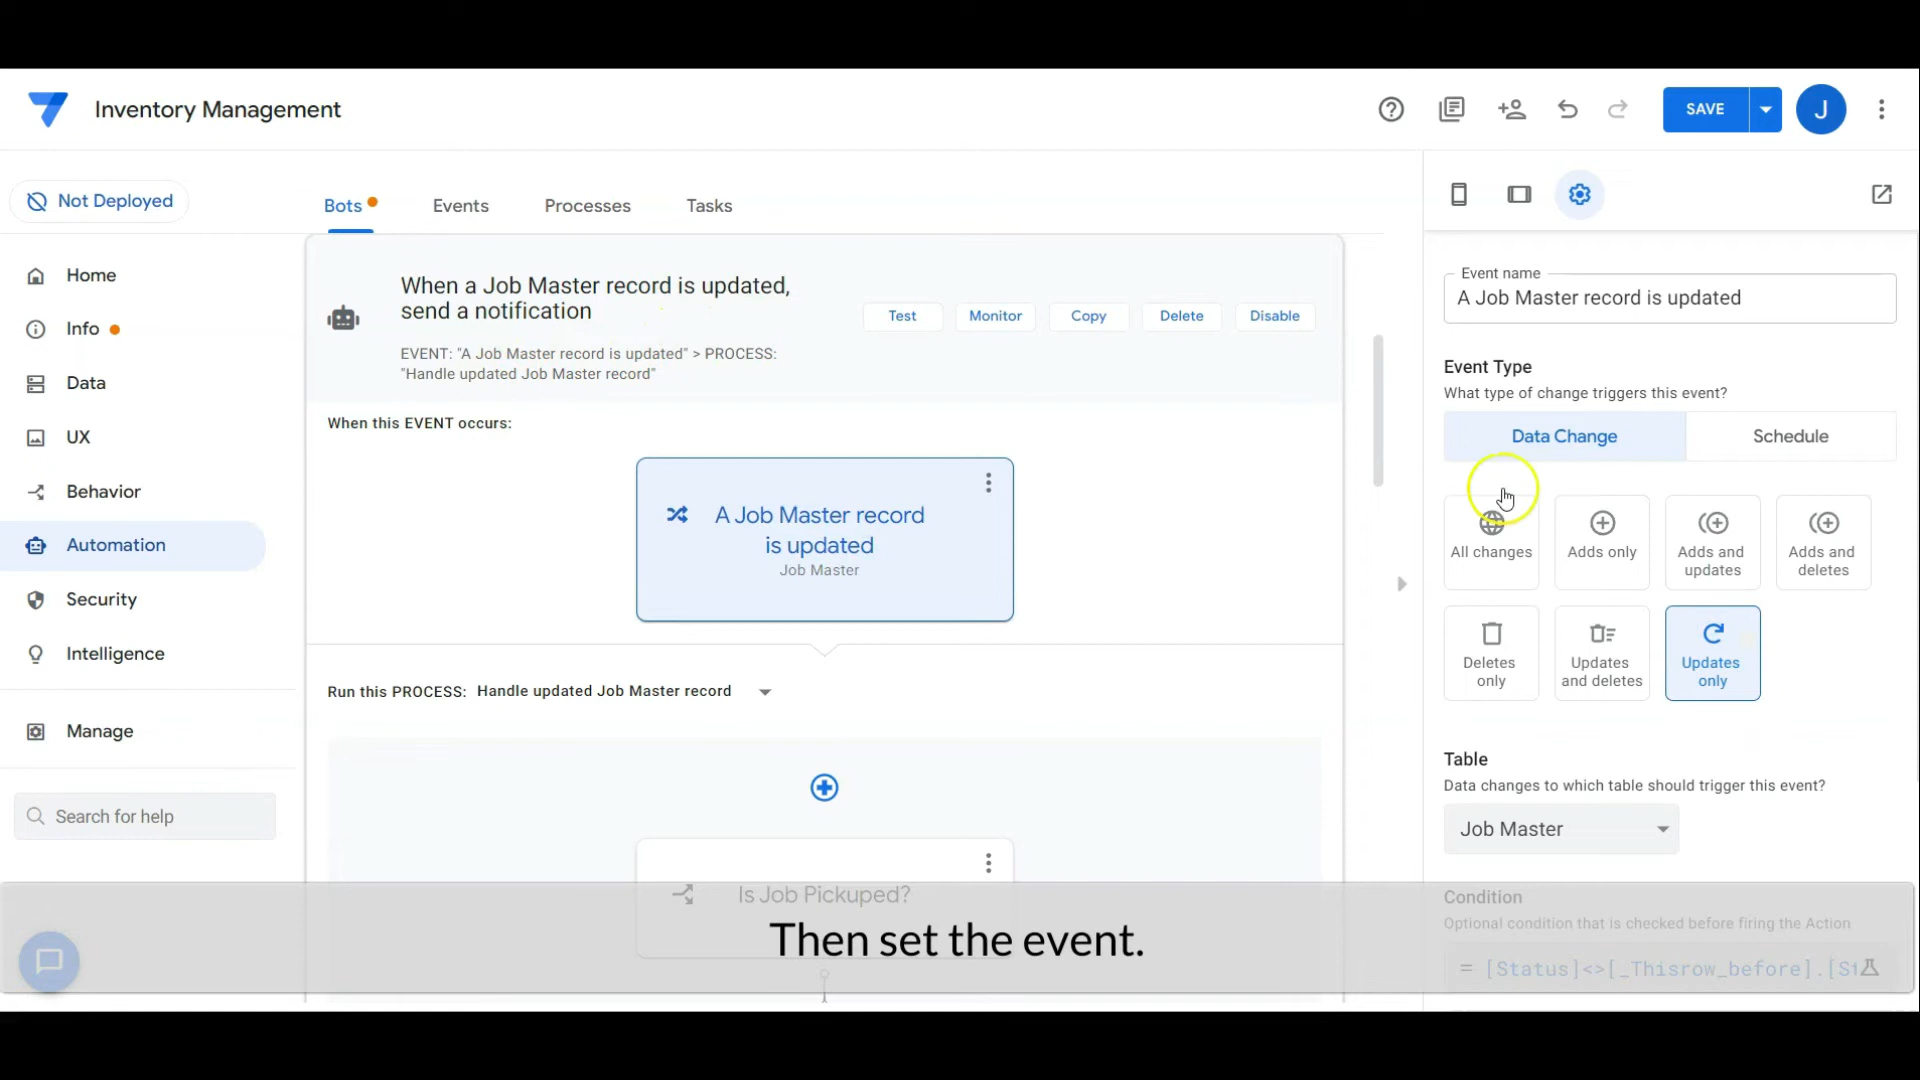 Inventory Management
SAVE
J
Not Deployed
Bots
Events
Processes
Tasks
Home
Info
Data
UX
Behavior
Automation
Security
Intelligence
Manage
Search for help
When a Job Master record is updated,
send a notification
EVENT: "A Job Master record is updated" > PROCESS:
"Handle updated Job Master record"
Test
Monitor
Copy
Delete
Disable
When this EVENT occurs:
A Job Master record
is updated
Job Master
Run this PROCESS: Handle updated Job Master record
Is Job Pickuped?
Event name
A Job Master record is updated
Event Type
What type of change triggers this event?
Data Change
Schedule
All changes
Adds only
Adds and
updates
Adds and
deletes
Deletes
only
Updates
and deletes
Updates
only
Table
Data changes to which table should trigger this event?
Job Master
Condition
Optional condition that is checked before firing the Action
= [Status]<>[_Thisrow_before].[St
Then set the event.